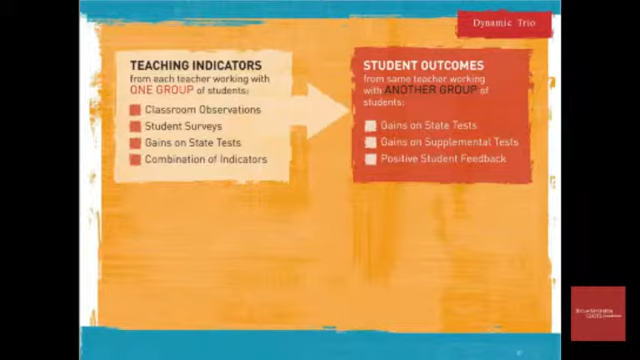 Dynamic Trio
TEACHING INDICATORS
from each teacher working with
ONE GROUP of students:
Classroom Observations
Student Surveys
Gains on State Tests
Combination of Indicators
STUDENT OUTCOMES
from same teacher working
with ANOTHER GROUP of
students:
Gains on State Tests
Gains on Supplemental Tests
Positive Student Feedback